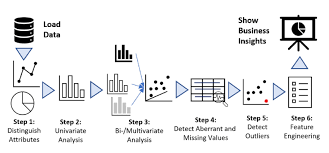 Load
Data
Show
Business
Insights
Step 1:
Distinguish
Attributes
Step 2:
Univariate
Analysis
Step 3:
Bi-/Multivariate
Analysis
Step 4:
Detect Aberrant and
Missing Values
Step 5:
Detect
Outliers
Step 6:
Feature
Engineering